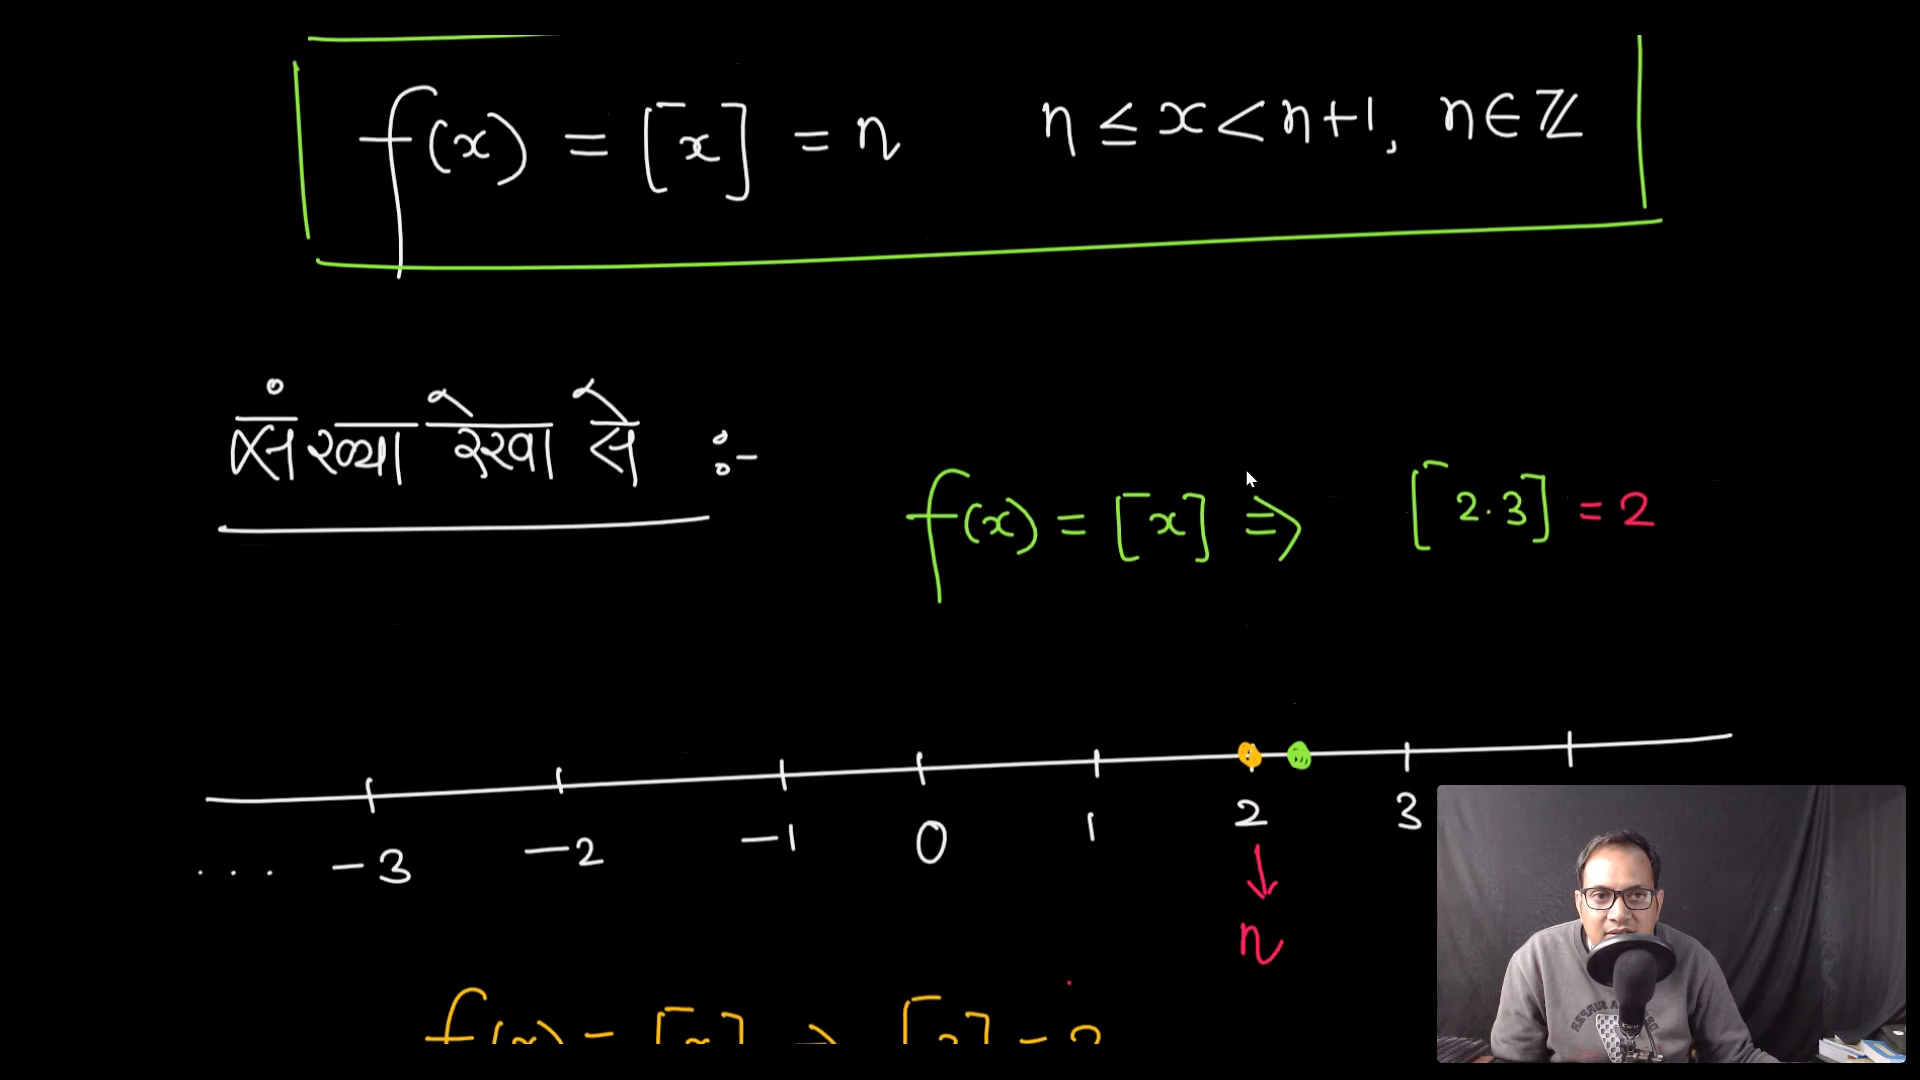 f(x) = [x] = n n ≤ x < n+1, n ∈ ℤ
संख्या रेखा से :-
f(x) = [x] ⇒ [2.3] = 2
... -3 -2 -1 0 1 2 3
↓
n
f(x) = [x] ⇒